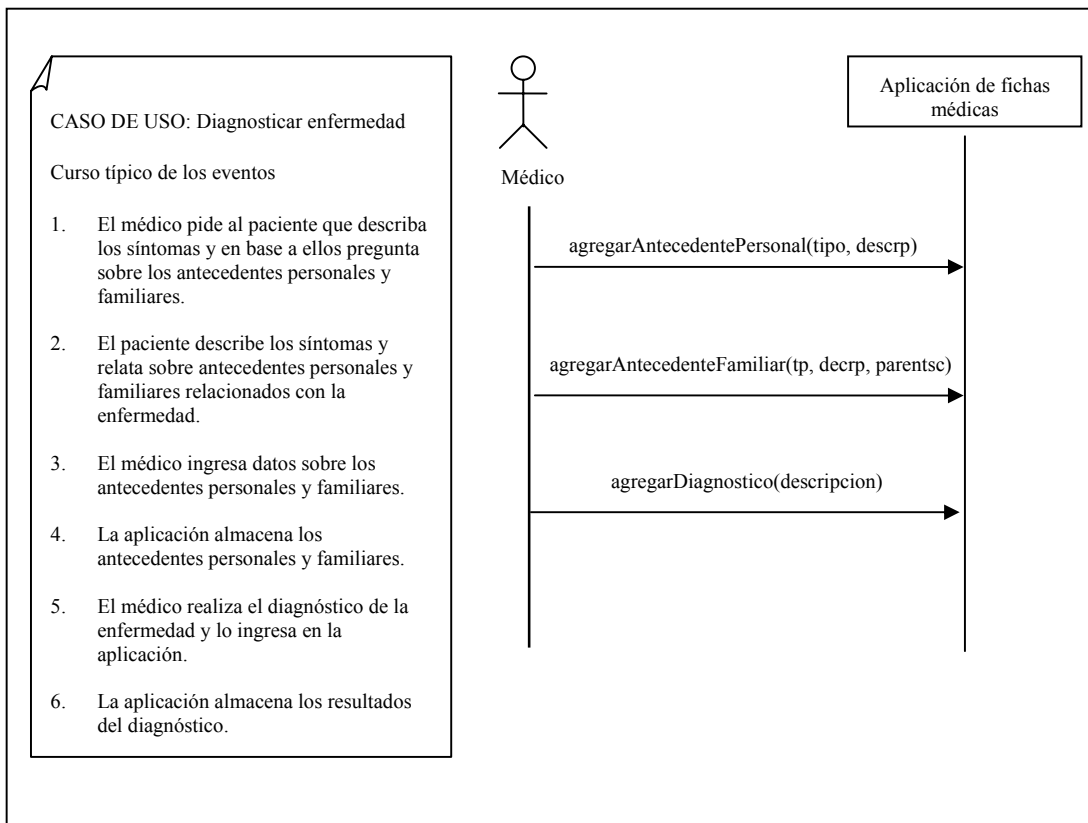 CASO DE USO: Diagnosticar enfermedad
Curso típico de los eventos
1. El médico pide al paciente que describa
los síntomas y en base a ellos pregunta
sobre los antecedentes personales y
familiares.
2. El paciente describe los síntomas y
relata sobre antecedentes personales y
familiares relacionados con la
enfermedad.
3. El médico ingresa datos sobre los
antecedentes personales y familiares.
4. La aplicación almacena los
antecedentes personales y familiares.
5. El médico realiza el diagnóstico de la
enfermedad y lo ingresa en la
aplicación.
6. La aplicación almacena los resultados
del diagnóstico.
Médico
Aplicación de fichas
médicas
agregarAntecedentePersonal(tipo, descrp)
agregarAntecedenteFamiliar(tp, decrp, parentsc)
agregarDiagnostico(descripcion)